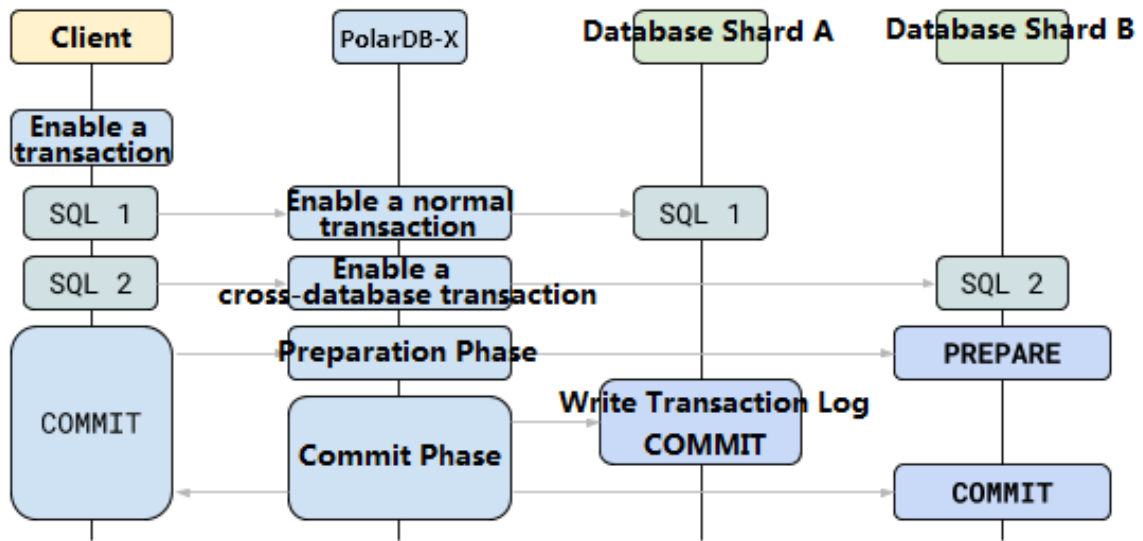 Client
PolarDB-X
Database Shard A
Database Shard B
Enable a
transaction
SQL 1
Enable a normal
transaction
SQL 1
SQL 2
Enable a
cross-database transaction
SQL 2
COMMIT
Preparation Phase
PREPARE
Write Transaction Log
COMMIT
Commit Phase
COMMIT